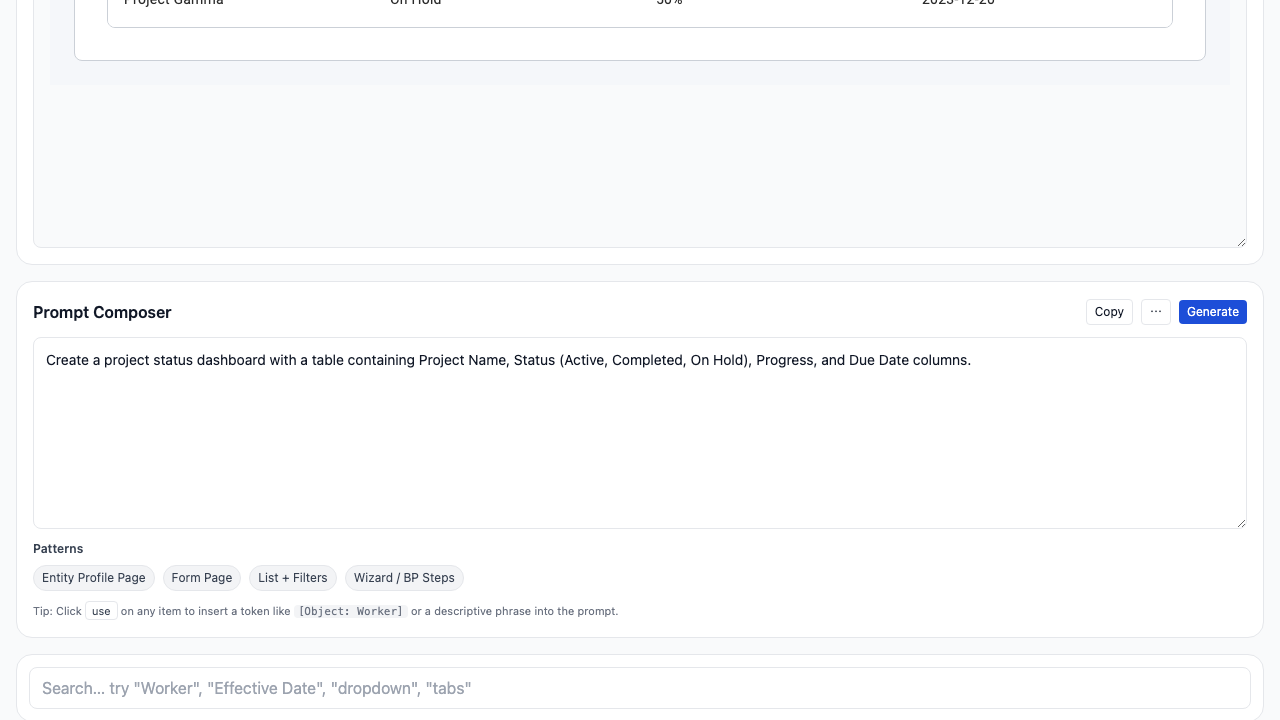 Project Gamma On Hold 50% 2023-12-20
Prompt Composer Copy ... Generate
Create a project status dashboard with a table containing Project Name, Status (Active, Completed, On Hold), Progress, and Due Date columns.
Patterns
Entity Profile Page Form Page List + Filters Wizard / BP Steps
Tip: Click use on any item to insert a token like [Object: Worker] or a descriptive phrase into the prompt.
Search... try "Worker", "Effective Date", "dropdown", "tabs"